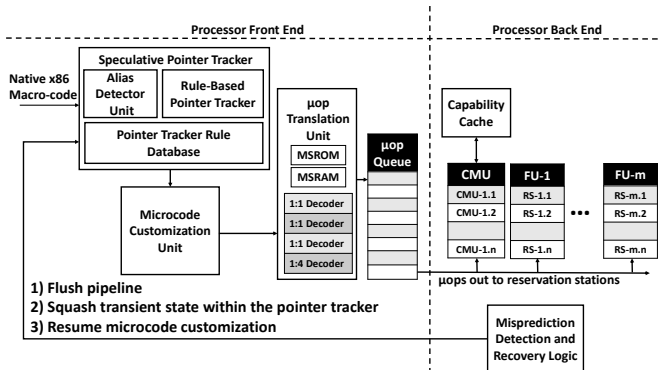 Processor Front End
Processor Back End
Speculative Pointer Tracker
Native x86
Macro-code
Alias
Detector
Unit
Rule-Based
Pointer Tracker
Pointer Tracker Rule
Database
Microcode
Customization
Unit
μop
Translation
Unit
MSROM
MSRAM
1:1 Decoder
1:1 Decoder
1:1 Decoder
1:4 Decoder
μop
Queue
Capability
Cache
CMU
CMU-1.1
CMU-1.2
CMU-1.n
FU-1
RS-1.1
RS-1.2
RS-1.n
•••
FU-m
RS-m.1
RS-m.2
RS-m.n
μops out to reservation stations
1) Flush pipeline
2) Squash transient state within the pointer tracker
3) Resume microcode customization
Misprediction
Detection and
Recovery Logic